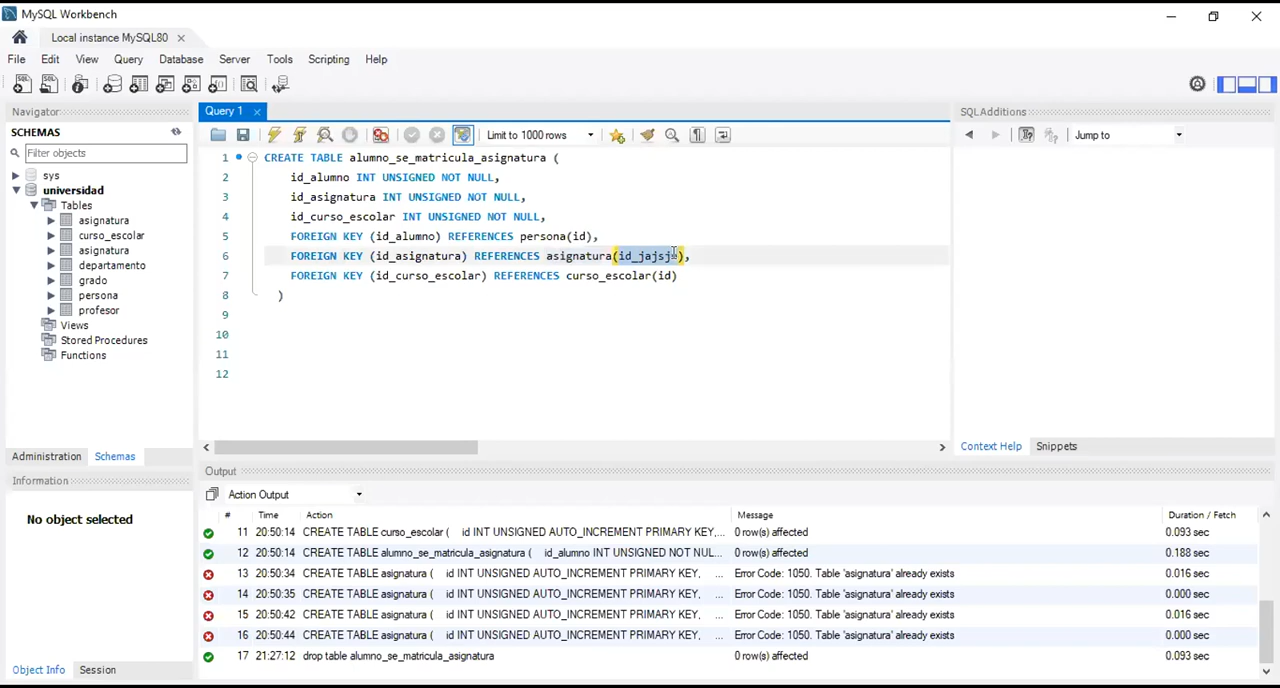 MySQL Workbench
Local instance MySQL80
File Edit View Query Database Server Tools Scripting Help
Navigator
SCHEMAS
Filter objects
sys
universidad
Tables
asignatura
curso_escolar
asignatura
departamento
grado
persona
profesor
Views
Stored Procedures
Functions
Administration Schemas
Information
No object selected
Object Info Session
Query 1
Limit to 1000 rows
1 CREATE TABLE alumno_se_matricula_asignatura (
2 id_alumno INT UNSIGNED NOT NULL,
3 id_asignatura INT UNSIGNED NOT NULL,
4 id_curso_escolar INT UNSIGNED NOT NULL,
5 FOREIGN KEY (id_alumno) REFERENCES persona(id),
6 FOREIGN KEY (id_asignatura) REFERENCES asignatura( ),
7 FOREIGN KEY (id_curso_escolar) REFERENCES curso_escolar(id)
8 )
9
10
11
12
SQLAdditions
Jump to
Context Help Snippets
Output
Action Output
# Time Action Message Duration / Fetch
11 20:50:14 CREATE TABLE curso_escolar ( id INT UNSIGNED AUTO_INCREMENT PRIMARY KEY,... 0 row(s) affected 0.093 sec
12 20:50:14 CREATE TABLE alumno_se_matricula_asignatura ( id_alumno INT UNSIGNED NOT NUL... 0 row(s) affected 0.188 sec
13 20:50:34 CREATE TABLE asignatura ( id INT UNSIGNED AUTO_INCREMENT PRIMARY KEY, ... Error Code: 1050. Table 'asignatura' already exists 0.016 sec
14 20:50:35 CREATE TABLE asignatura ( id INT UNSIGNED AUTO_INCREMENT PRIMARY KEY, ... Error Code: 1050. Table 'asignatura' already exists 0.000 sec
15 20:50:42 CREATE TABLE asignatura ( id INT UNSIGNED AUTO_INCREMENT PRIMARY KEY, ... Error Code: 1050. Table 'asignatura' already exists 0.016 sec
16 20:50:44 CREATE TABLE asignatura ( id INT UNSIGNED AUTO_INCREMENT PRIMARY KEY, ... Error Code: 1050. Table 'asignatura' already exists 0.000 sec
17 21:27:12 drop table alumno_se_matricula_asignatura 0 row(s) affected 0.093 sec